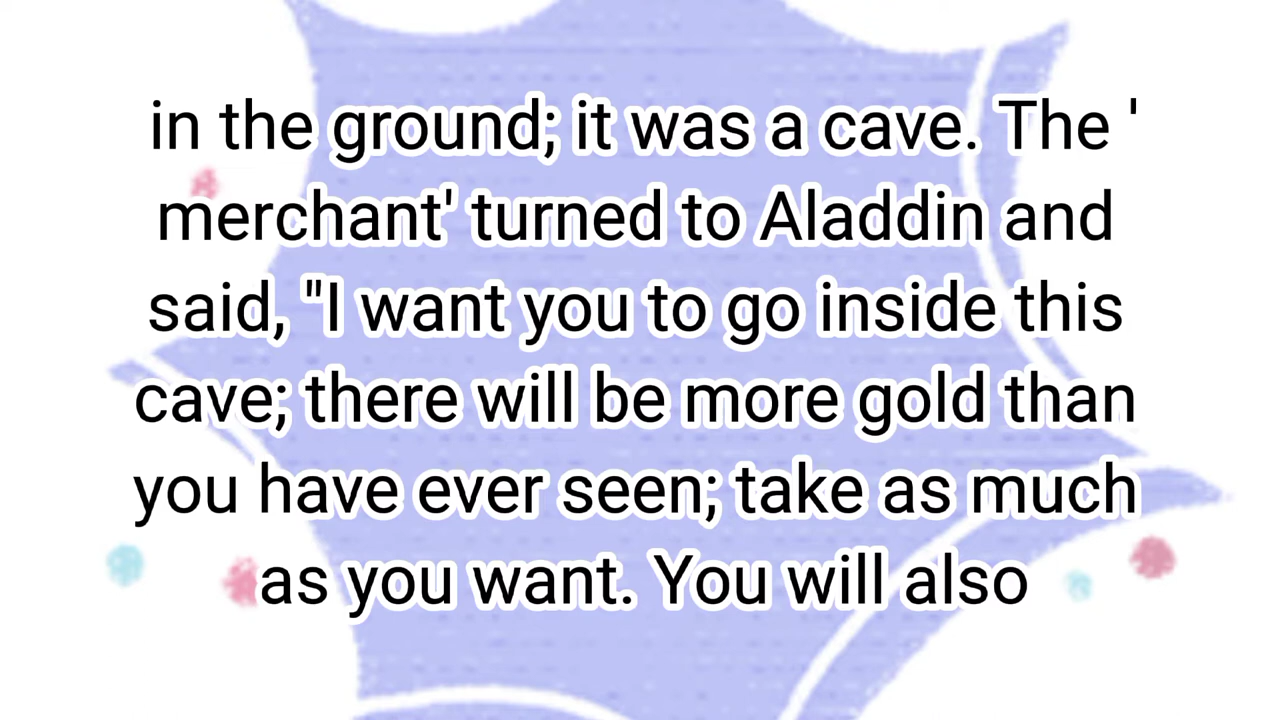 in the ground; it was a cave. The '
merchant' turned to Aladdin and
said, "I want you to go inside this
cave; there will be more gold than
you have ever seen; take as much
as you want. You will also